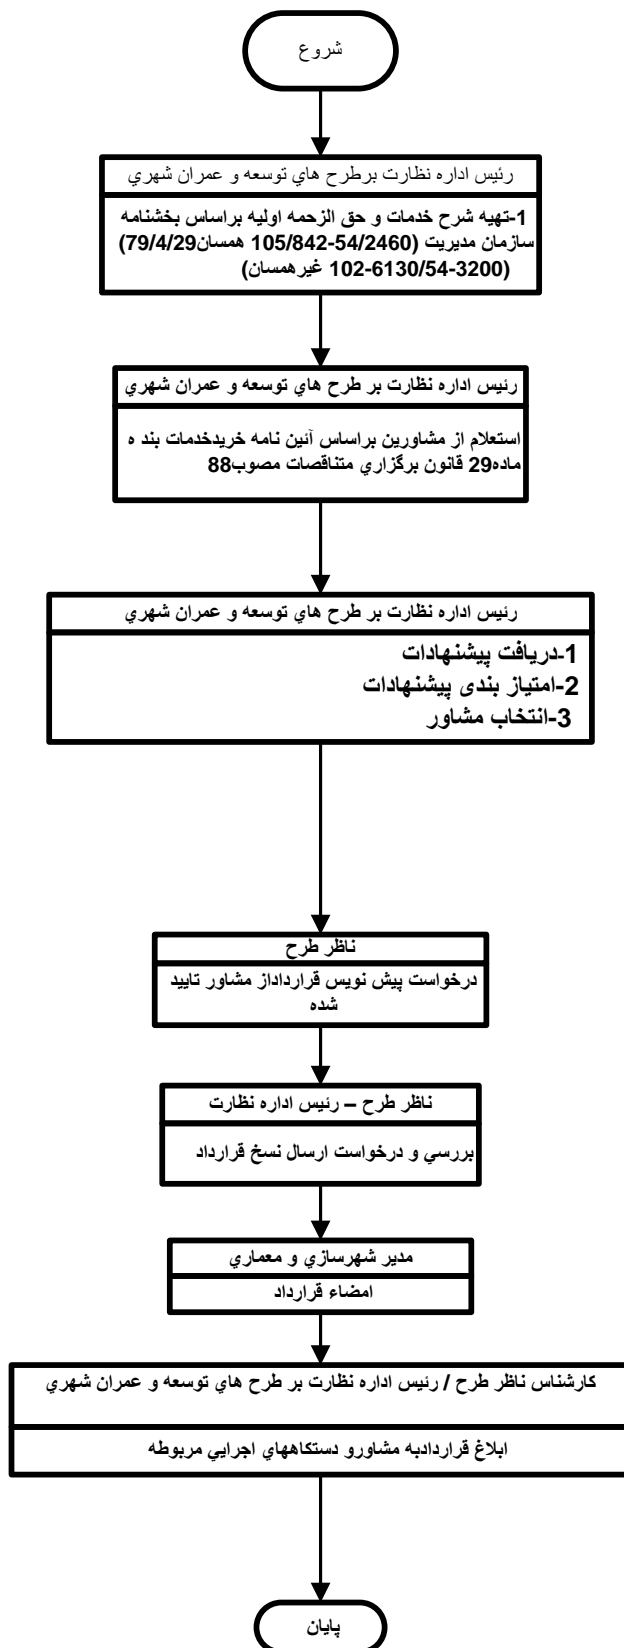 شروع
رئيس اداره نظارت برطرح هاي توسعه و عمران شهري
1-تهيه شرح خدمات و حق الزحمه اوليه براساس بخشنامه
سازمان مديريت (54/2460-105/842 همسان79/4/29)
(102-6130/54-3200 غيرهمسان)
رئيس اداره نظارت بر طرح هاي توسعه و عمران شهري
استعلام از مشاورين براساس آئين نامه خريدخدمات بند ه
ماده29 قانون برگزاري متناقصات مصوب88
رئيس اداره نظارت بر طرح هاي توسعه و عمران شهري
1-دريافت پيشنهادات
2-امتياز بندی پيشنهادات
3-انتخاب مشاور
ناظر طرح
درخواست پيش نويس قرارداداز مشاور تاييد
شده
ناظر طرح – رئيس اداره نظارت
بررسي و درخواست ارسال نسخ قرارداد
مدير شهرسازي و معماري
امضاء قرارداد
كارشناس ناظر طرح / رئيس اداره نظارت بر طرح هاي توسعه و عمران شهري
ابلاغ قراردادبه مشاورو دستكاههاي اجرايي مربوطه
پايان